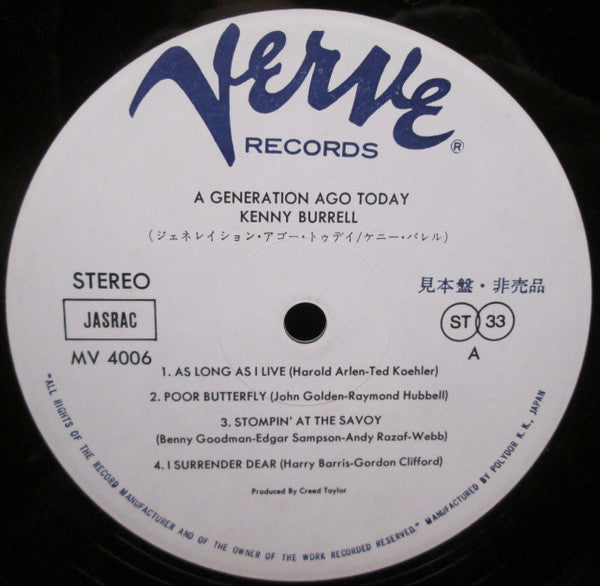 VERVE
RECORDS ®
A GENERATION AGO TODAY
KENNY BURRELL
(ジェネレイション・アゴー・トゥデイ/ケニー・バレル)
STEREO
見本盤・非売品
JASRAC
ST 33
MV 4006
A
1. AS LONG AS I LIVE (Harold Arlen-Ted Koehler)
2. POOR BUTTERFLY (John Golden-Raymond Hubbell)
3. STOMPIN' AT THE SAVOY
(Benny Goodman-Edgar Sampson-Andy Razaf-Webb)
4. I SURRENDER DEAR (Harry Barris-Gordon Clifford)
Produced By Creed Taylor
"ALL RIGHTS OF THE RECORD MANUFACTURER AND OF THE OWNER OF THE WORK RECORDED RESERVED." MANUFACTURED BY POLYDOR K. K., JAPAN